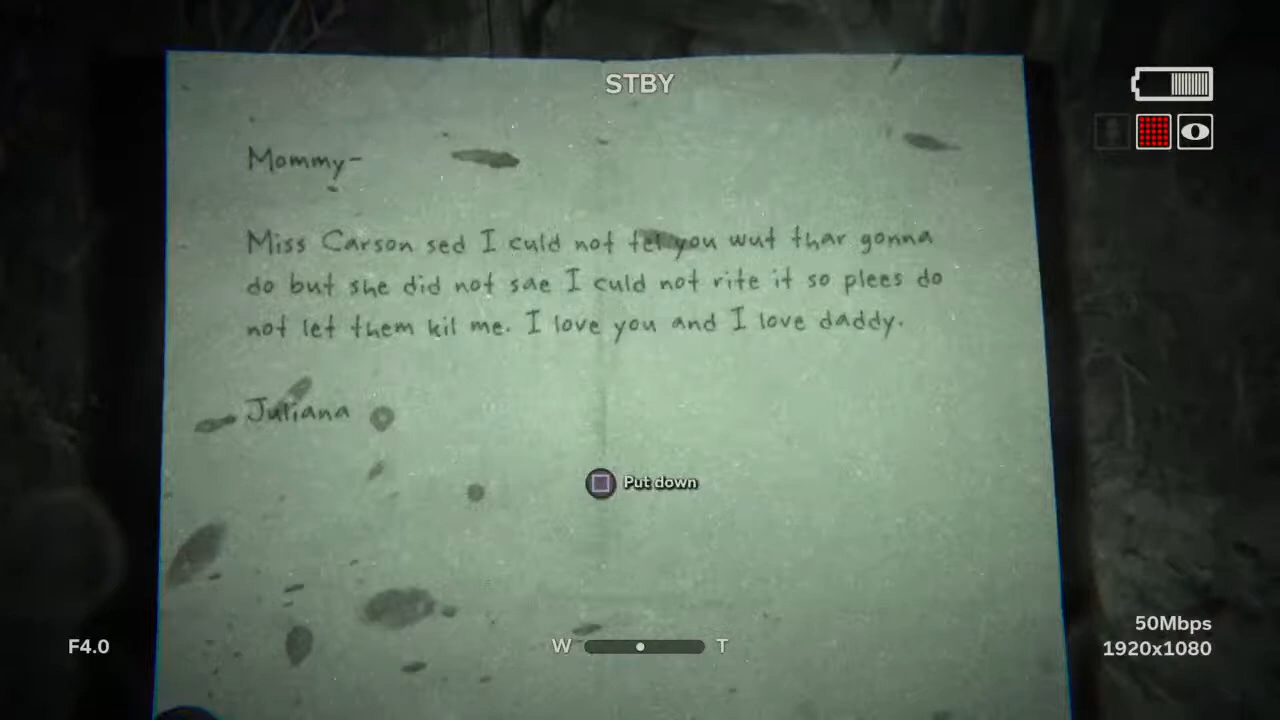 STBY
Mommy-
Miss Carson sed I culd not tel you wut thar gonna
do but she did not sae I culd not rite it so plees do
not let them kil me. I love you and I love daddy.
Juliana
Put down
F4.0
W T
50Mbps
1920x1080